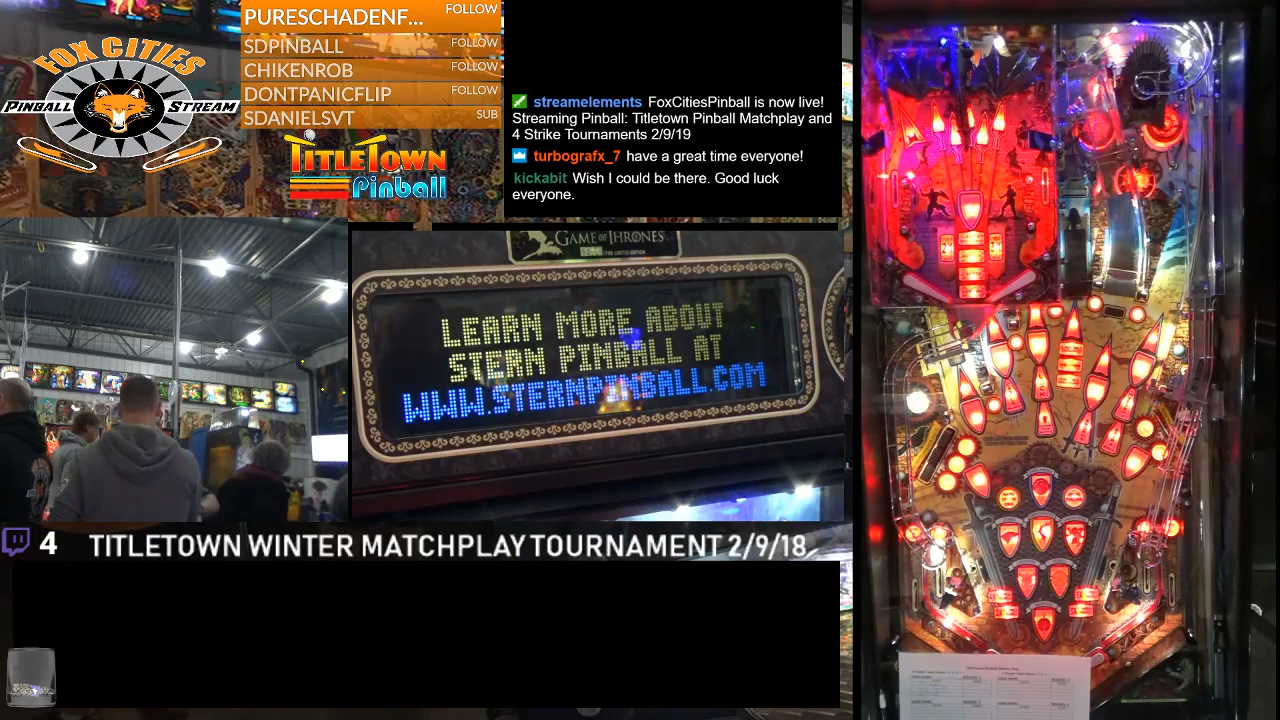 FOX CITIES
PINBALL STREAM
PURESCHADENF... FOLLOW
SDPINBALL FOLLOW
CHIKENROB FOLLOW
DONTPANICFLIP FOLLOW
SDANIELSVT SUB
TITLETOWN
Pinball
streamelements FoxCitiesPinball is now live!
Streaming Pinball: Titletown Pinball Matchplay and
4 Strike Tournaments 2/9/19
turbografx_7 have a great time everyone!
kickabit Wish I could be there. Good luck
everyone.
GAME OF THRONES
LEARN MORE ABOUT
STERN PINBALL AT
WWW.STERNPINBALL.COM
4 TITLETOWN WINTER MATCHPLAY TOURNAMENT 2/9/18